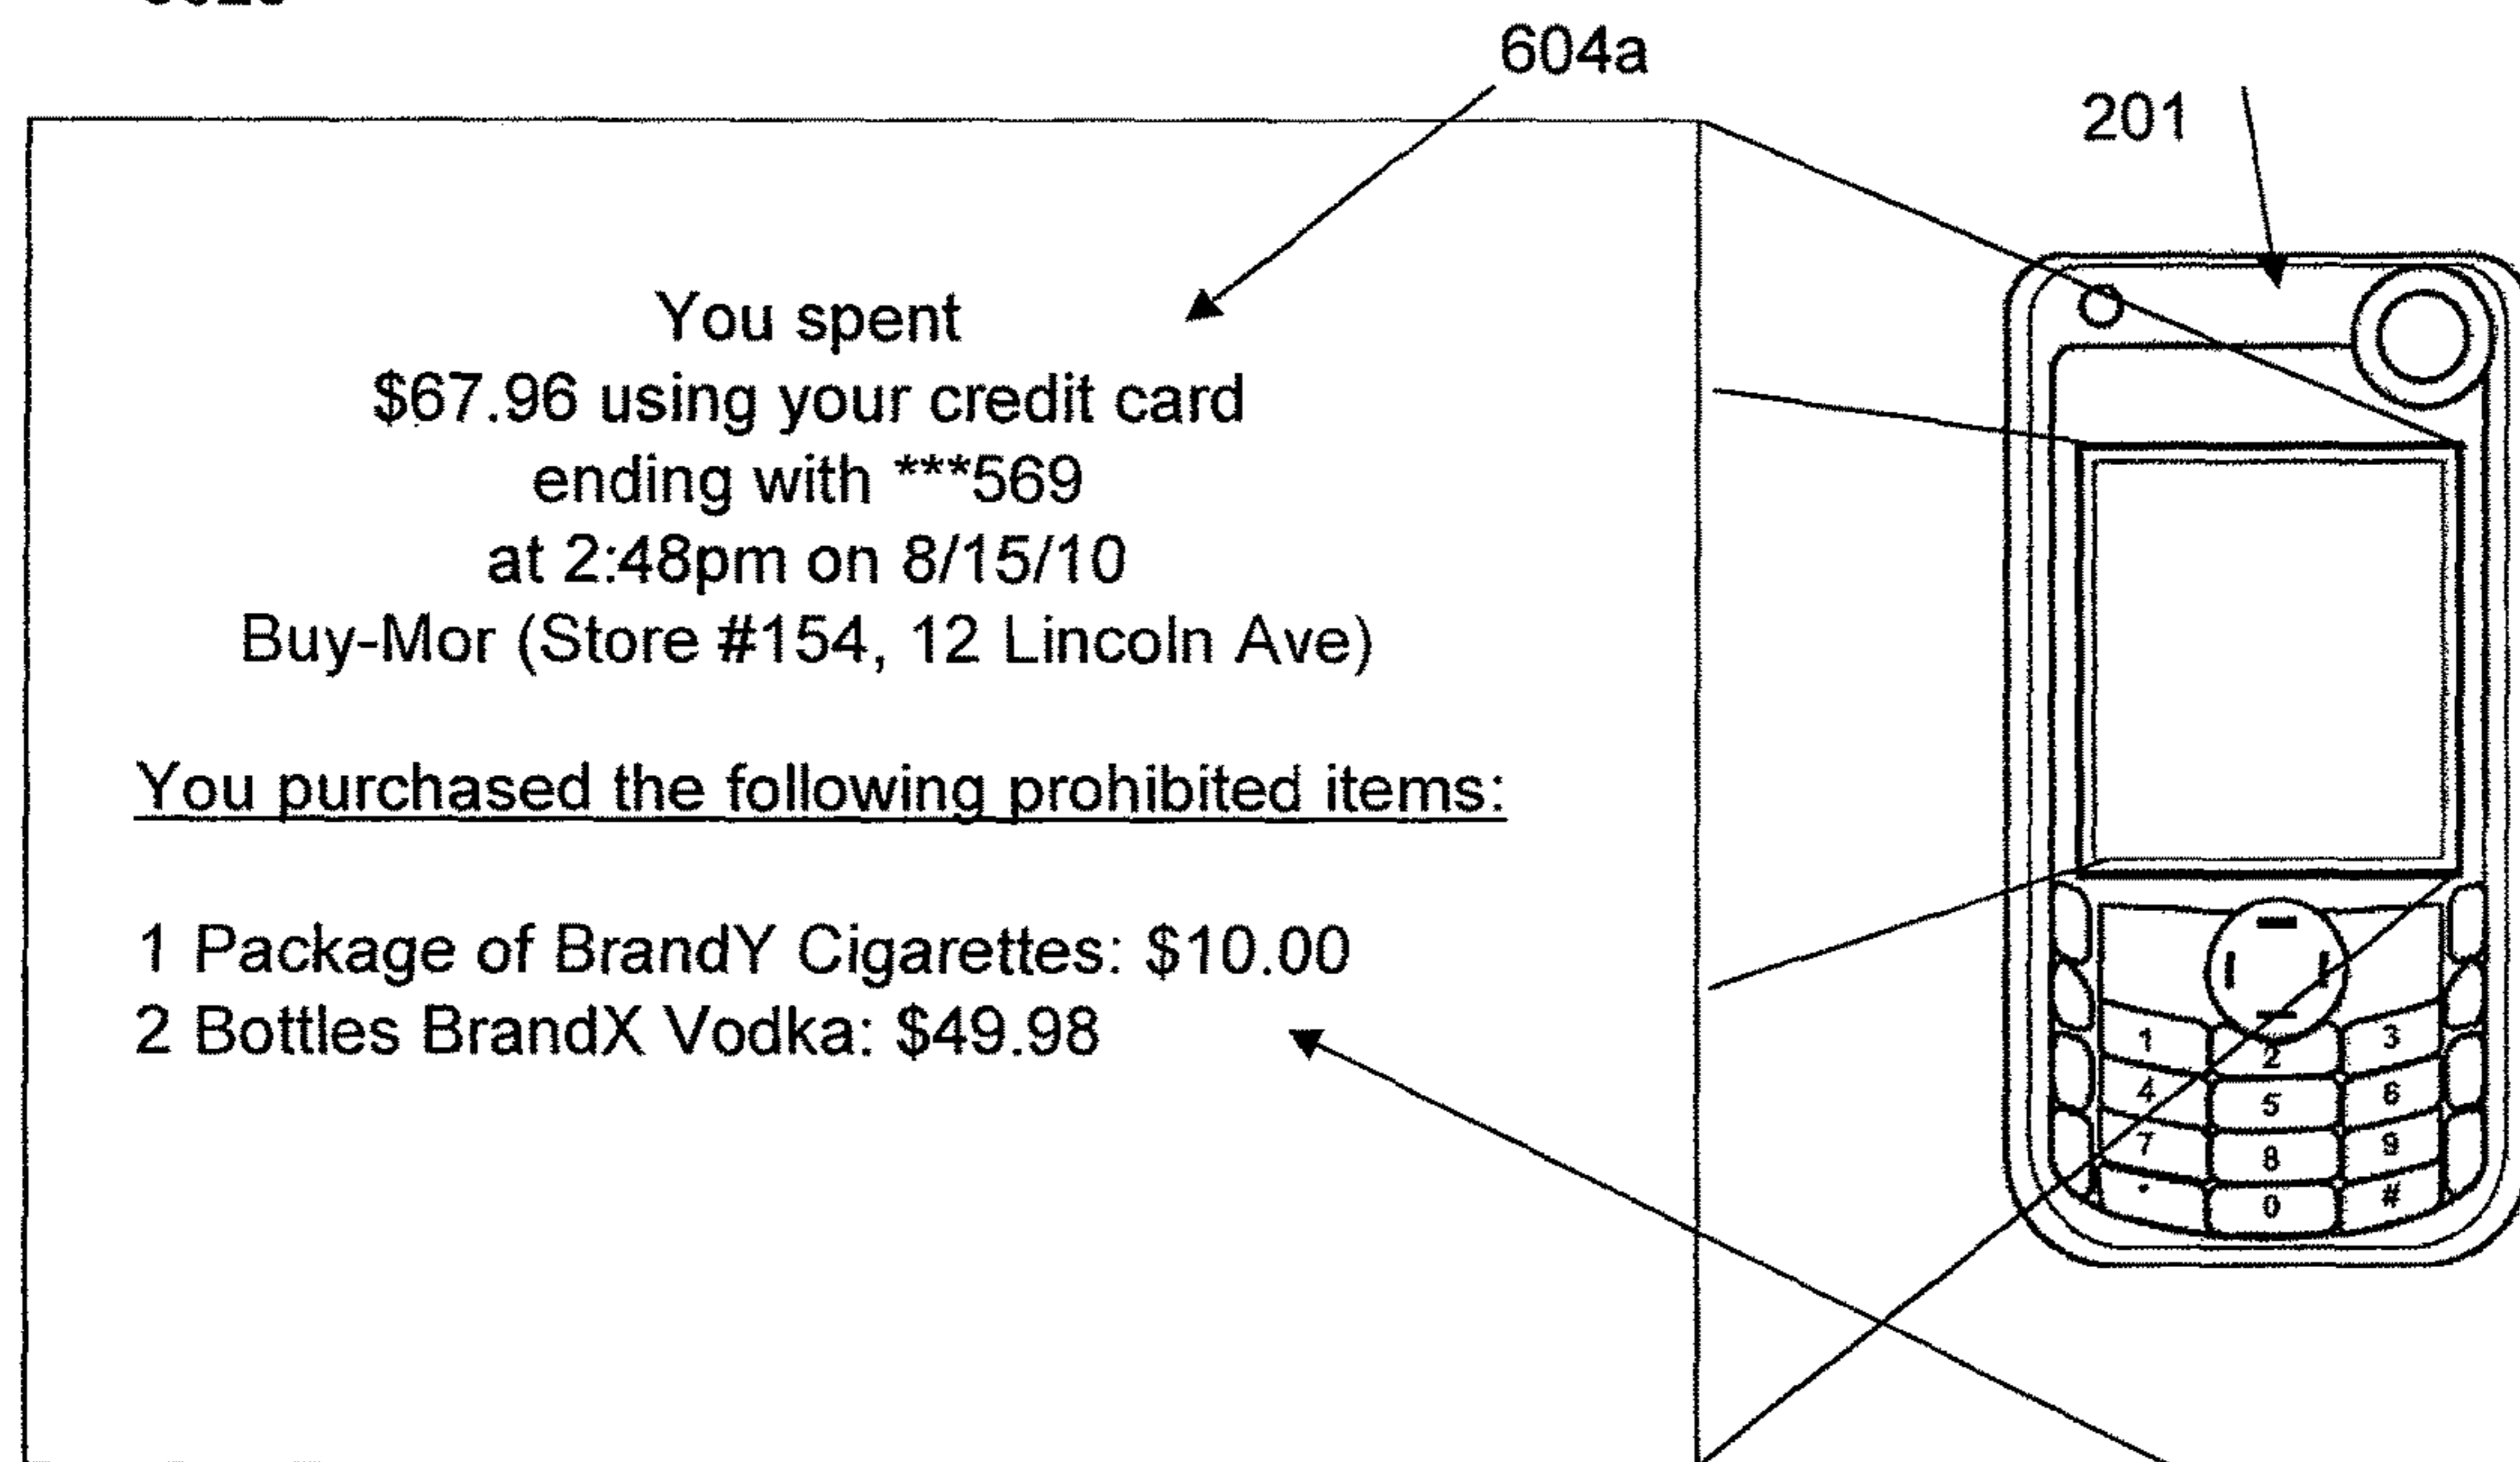 604a
201
You spent
$67.96 using your credit card
ending with ***569
at 2:48pm on 8/15/10
Buy-Mor (Store #154, 12 Lincoln Ave)
You purchased the following prohibited items:
1 Package of BrandY Cigarettes: $10.00
2 Bottles BrandX Vodka: $49.98
1 2 3
4 5 6
7 8 9
* 0 #